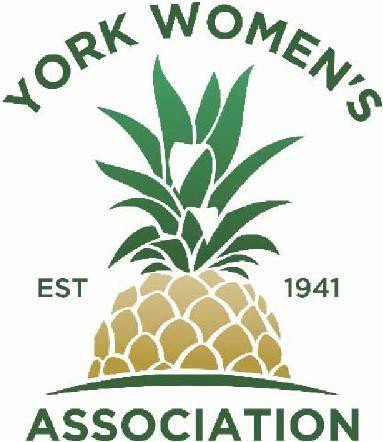 YORK WOMEN'S
EST 1941
ASSOCIATION